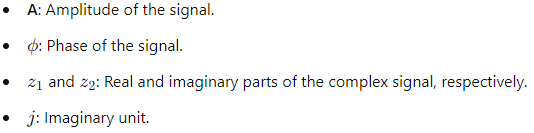 • A: Amplitude of the signal.
• ϕ: Phase of the signal.
• z₁ and z₂: Real and imaginary parts of the complex signal, respectively.
• j: Imaginary unit.